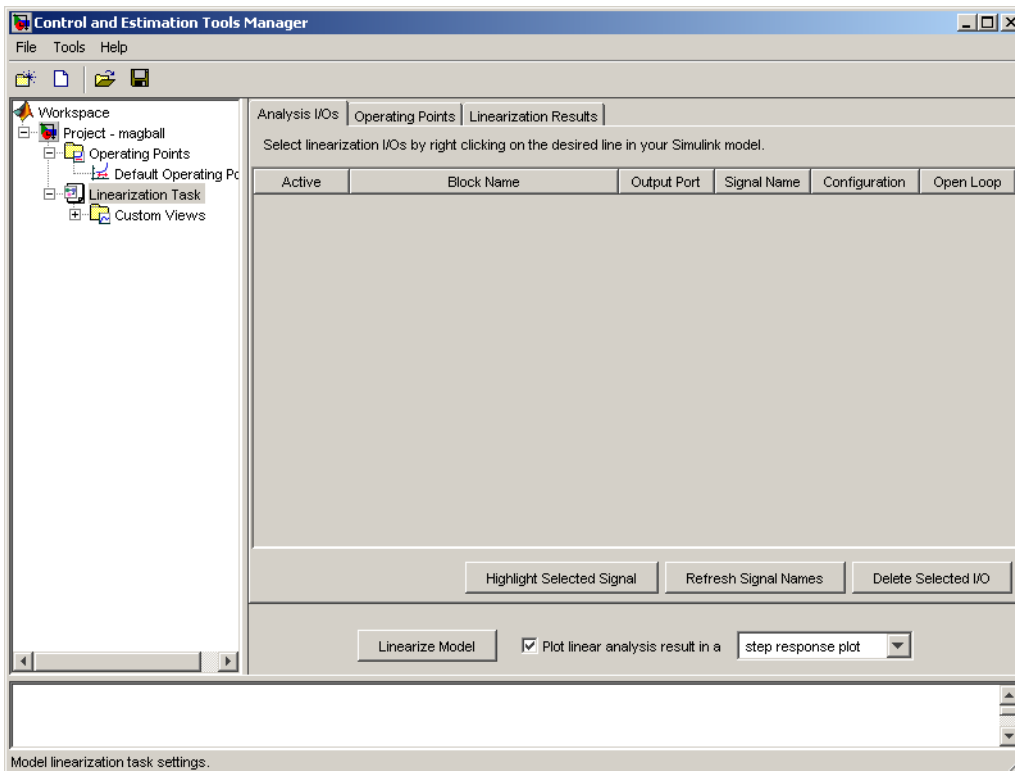 Control and Estimation Tools Manager
File Tools Help
Workspace
Project - magball
Operating Points
Default Operating Po
Linearization Task
Custom Views
Analysis I/Os Operating Points Linearization Results
Select linearization I/Os by right clicking on the desired line in your Simulink model.
Active Block Name Output Port Signal Name Configuration Open Loop
Highlight Selected Signal Refresh Signal Names Delete Selected I/O
Linearize Model Plot linear analysis result in a step response plot
Model linearization task settings.